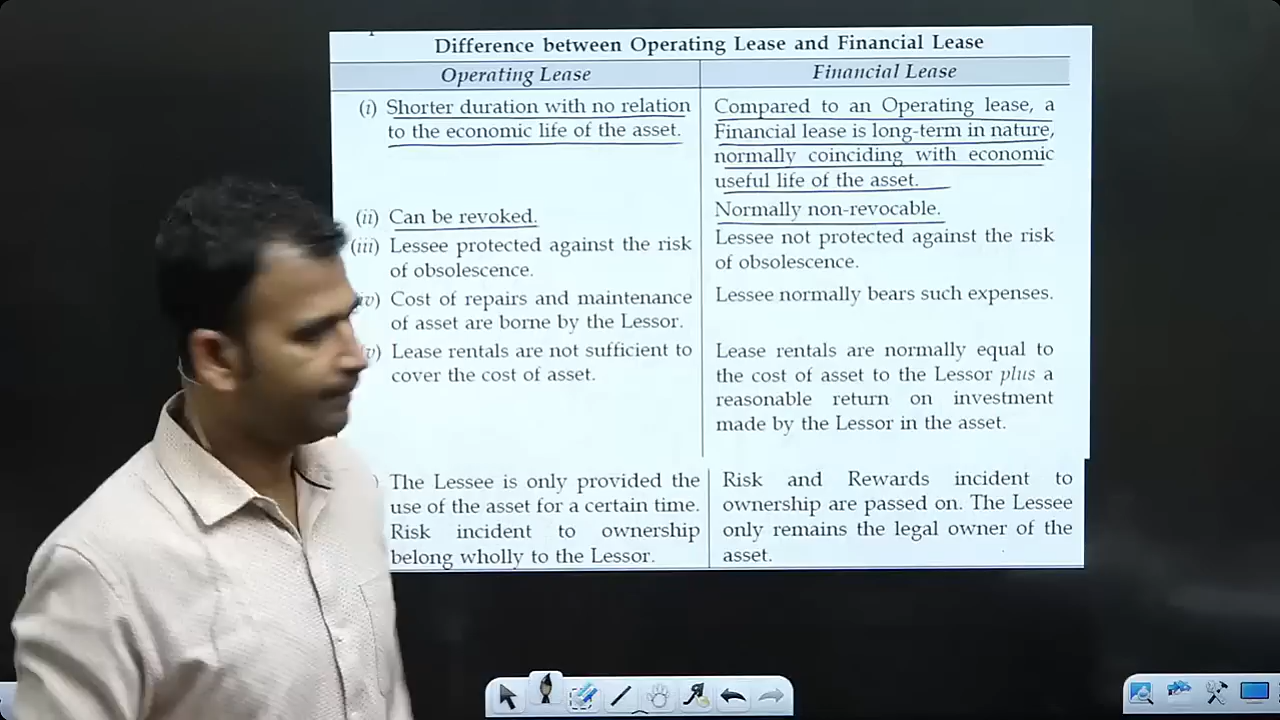 Difference between Operating Lease and Financial Lease
Operating Lease
Financial Lease
(i) Shorter duration with no relation
to the economic life of the asset.
Compared to an Operating lease, a
Financial lease is long-term in nature,
normally coinciding with economic
useful life of the asset.
(ii) Can be revoked.
Normally non-revocable.
(iii) Lessee protected against the risk
of obsolescence.
Lessee not protected against the risk
of obsolescence.
iv) Cost of repairs and maintenance
of asset are borne by the Lessor.
Lessee normally bears such expenses.
v) Lease rentals are not sufficient to
cover the cost of asset.
Lease rentals are normally equal to
the cost of asset to the Lessor plus a
reasonable return on investment
made by the Lessor in the asset.
) The Lessee is only provided the
use of the asset for a certain time.
Risk incident to ownership
belong wholly to the Lessor.
Risk and Rewards incident to
ownership are passed on. The Lessee
only remains the legal owner of the
asset.